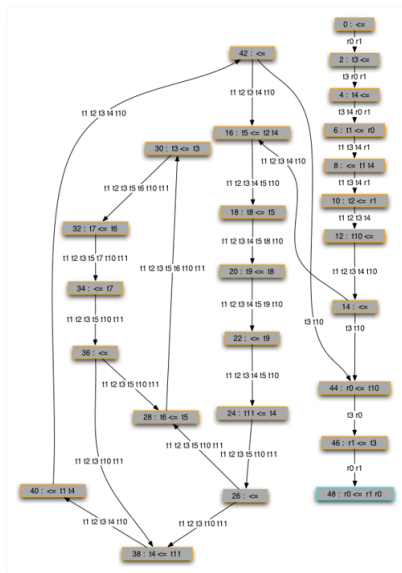 0 : <=
r0 r1
42 : <=
2 : t3 <=
t3 r0 r1
4 : t4 <=
t1 t2 t3 t4 t10
t3 t4 r0 r1
t1 t2 t3 t4 t10
16 : t5 <= t2 t4
6 : t1 <= r0
t1 t3 t4 r1
30 : t3 <= t3
t1 t2 t3 t4 t10
8 : <= t1 t4
t1 t2 t3 t5 t6 t10 t11
t1 t2 t3 t4 t5 t10
t1 t3 t4 r1
10 : t2 <= r1
18 : t8 <= t5
t1 t2 t3 t4
32 : t7 <= t6
12 : t10 <=
t1 t2 t3 t4 t5 t8 t10
t1 t2 t3 t5 t7 t10 t11
t1 t2 t3 t5 t6 t10 t11
20 : t9 <= t8
t1 t2 t3 t4 t10
34 : <= t7
t1 t2 t3 t4 t5 t9 t10
14 : <=
t1 t2 t3 t5 t10 t11
t3 t10
t3 t10
22 : <= t9
36 : <=
t1 t2 t3 t4 t5 t10
44 : r0 <= t10
t1 t2 t3 t5 t10 t11
28 : t6 <= t5
24 : t11 <= t4
t3 r0
t1 t2 t3 t5 t10 t11
t1 t2 t3 t5 t10 t11
46 : r1 <= t3
t1 t2 t3 t10 t11
r0 r1
40 : <= t1 t4
26 : <=
48 : r0 <= r1 r0
t1 t2 t3 t4 t10
t1 t2 t3 t10 t11
38 : t4 <= t11